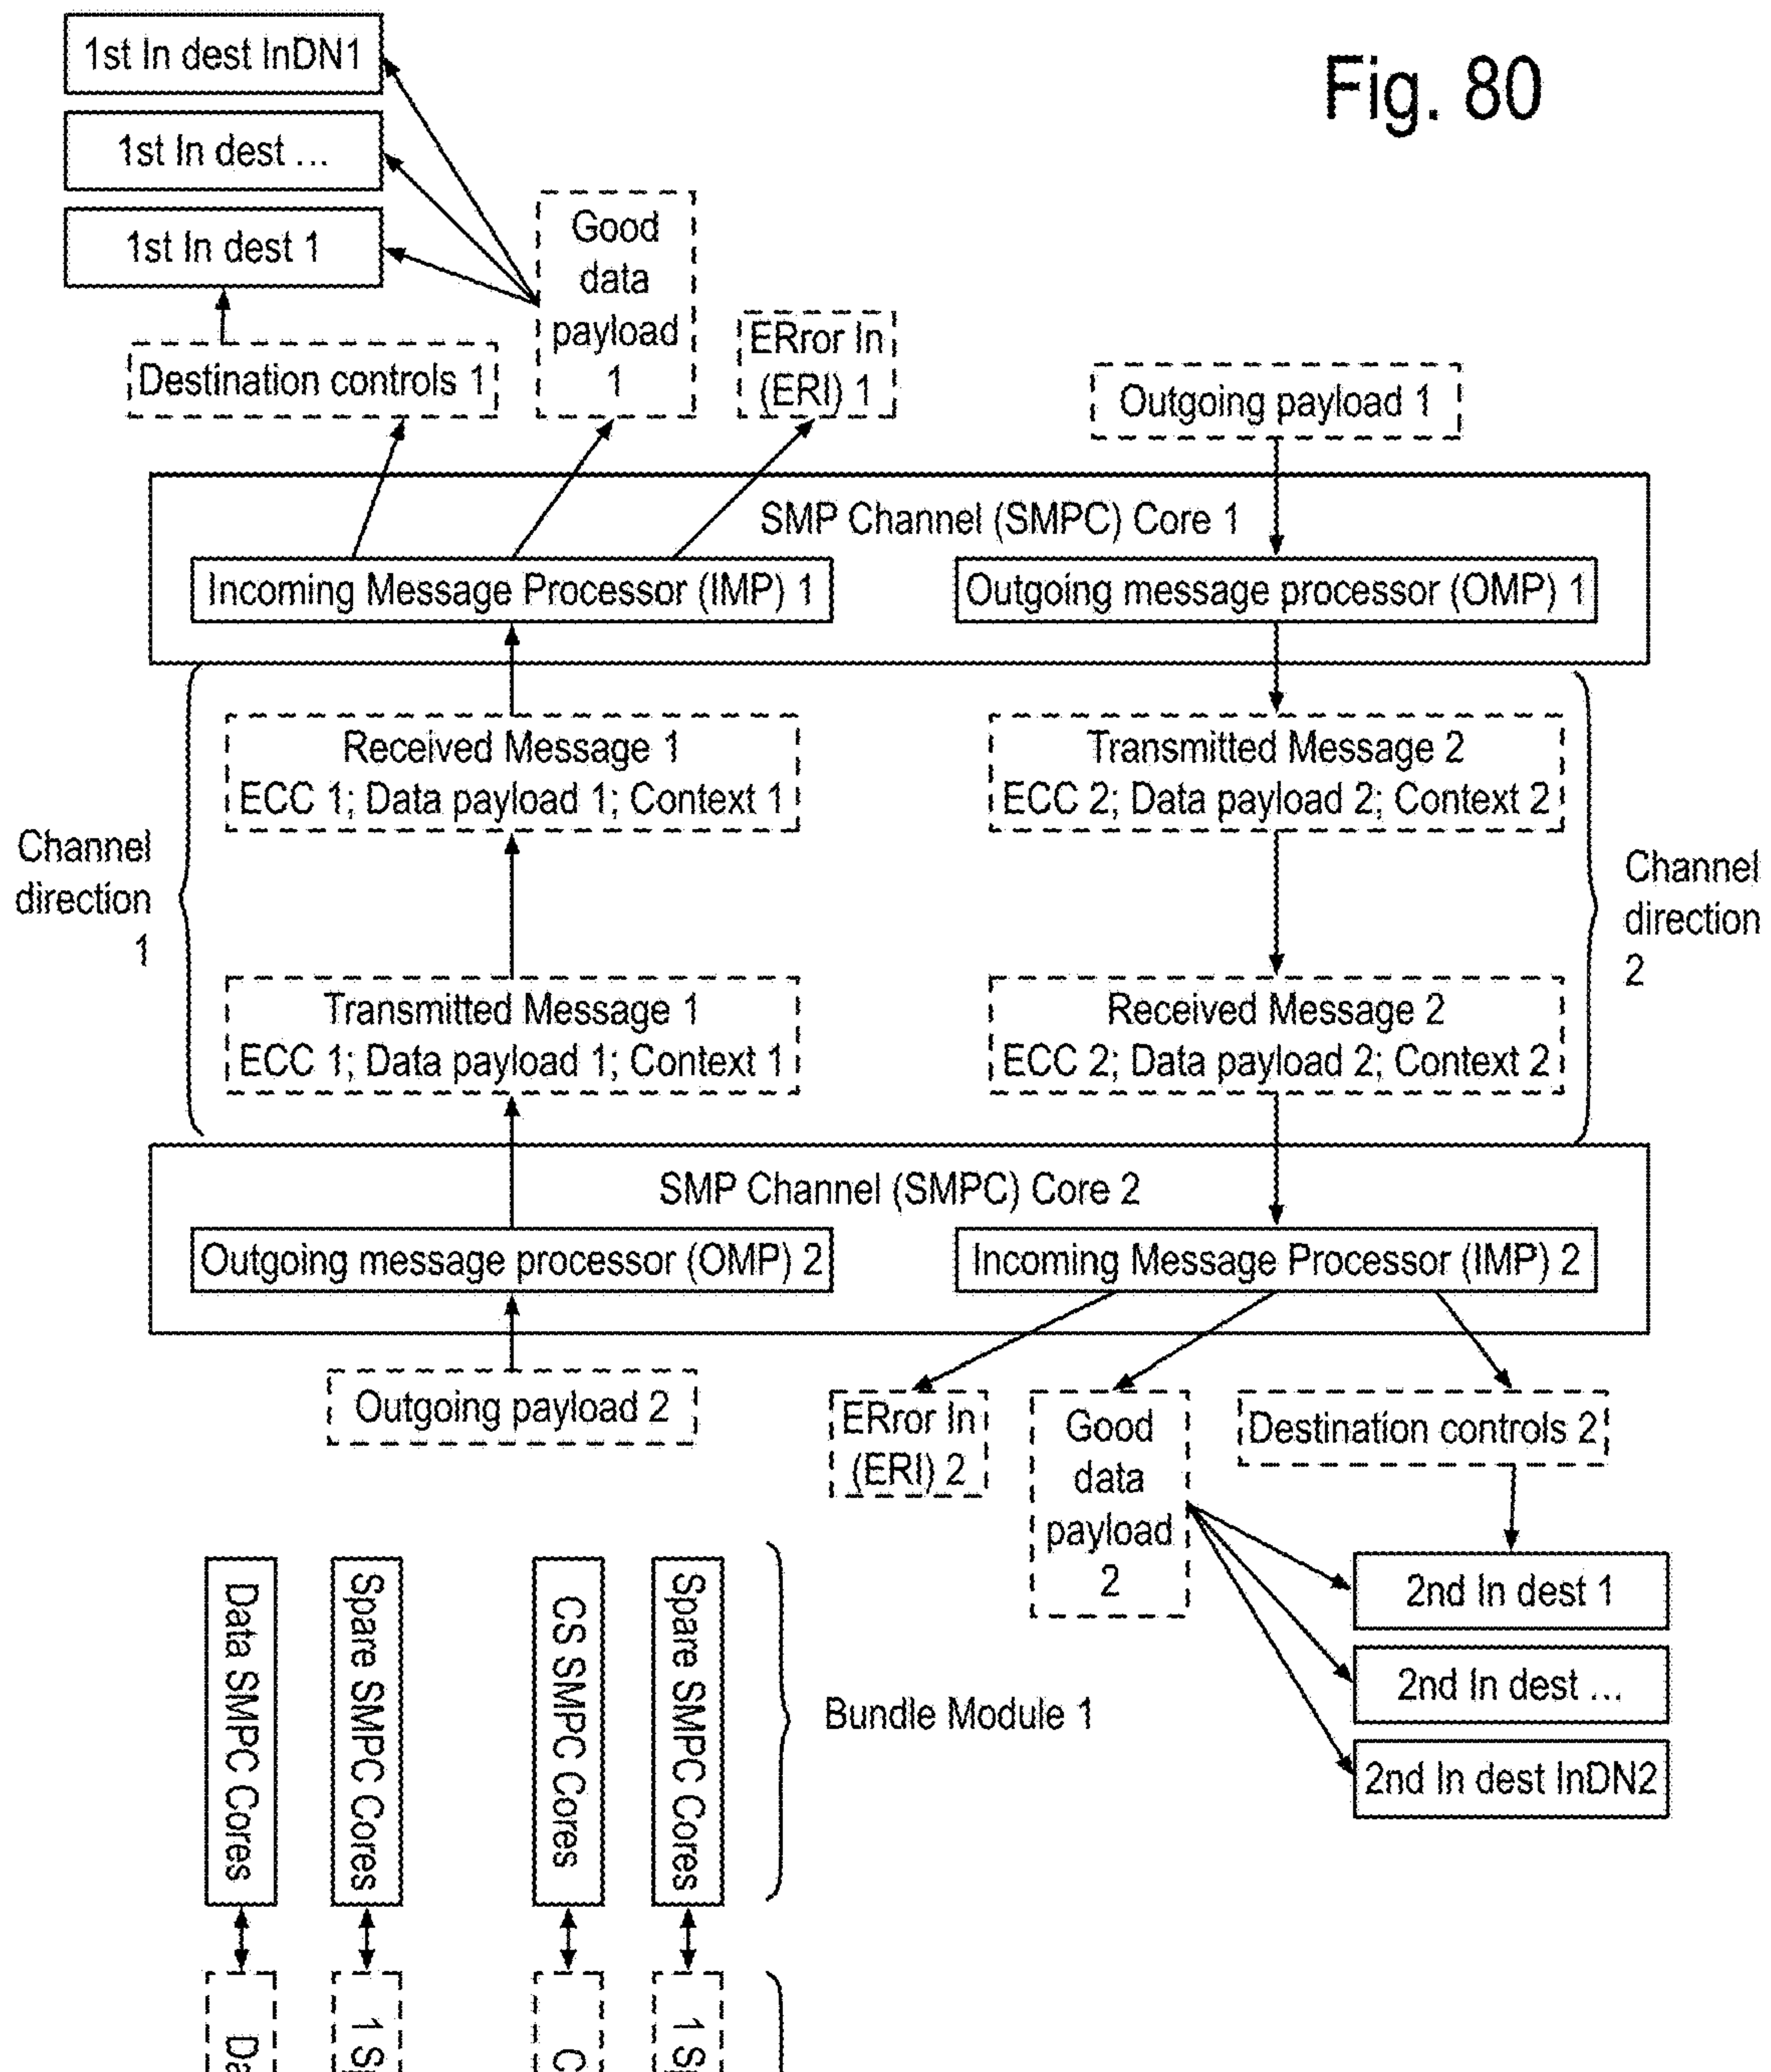 Fig. 80
1st In dest InDN1
1st In dest ...
1st In dest 1
Destination controls 1
Good
data
payload
1
ERror In
(ERI) 1
Outgoing payload 1
SMP Channel (SMPC) Core 1
Incoming Message Processor (IMP) 1
Outgoing message processor (OMP) 1
Channel
direction
1
Received Message 1
ECC 1; Data payload 1; Context 1
Transmitted Message 2
ECC 2; Data payload 2; Context 2
Channel
direction
2
Transmitted Message 1
ECC 1; Data payload 1; Context 1
Received Message 2
ECC 2; Data payload 2; Context 2
SMP Channel (SMPC) Core 2
Outgoing message processor (OMP) 2
Incoming Message Processor (IMP) 2
Outgoing payload 2
ERror In
(ERI) 2
Good
data
payload
2
Destination controls 2
2nd In dest 1
2nd In dest ...
2nd In dest InDN2
Data SMPC Cores
Spare SMPC Cores
CS SMPC Cores
Spare SMPC Cores
Bundle Module 1
1
1